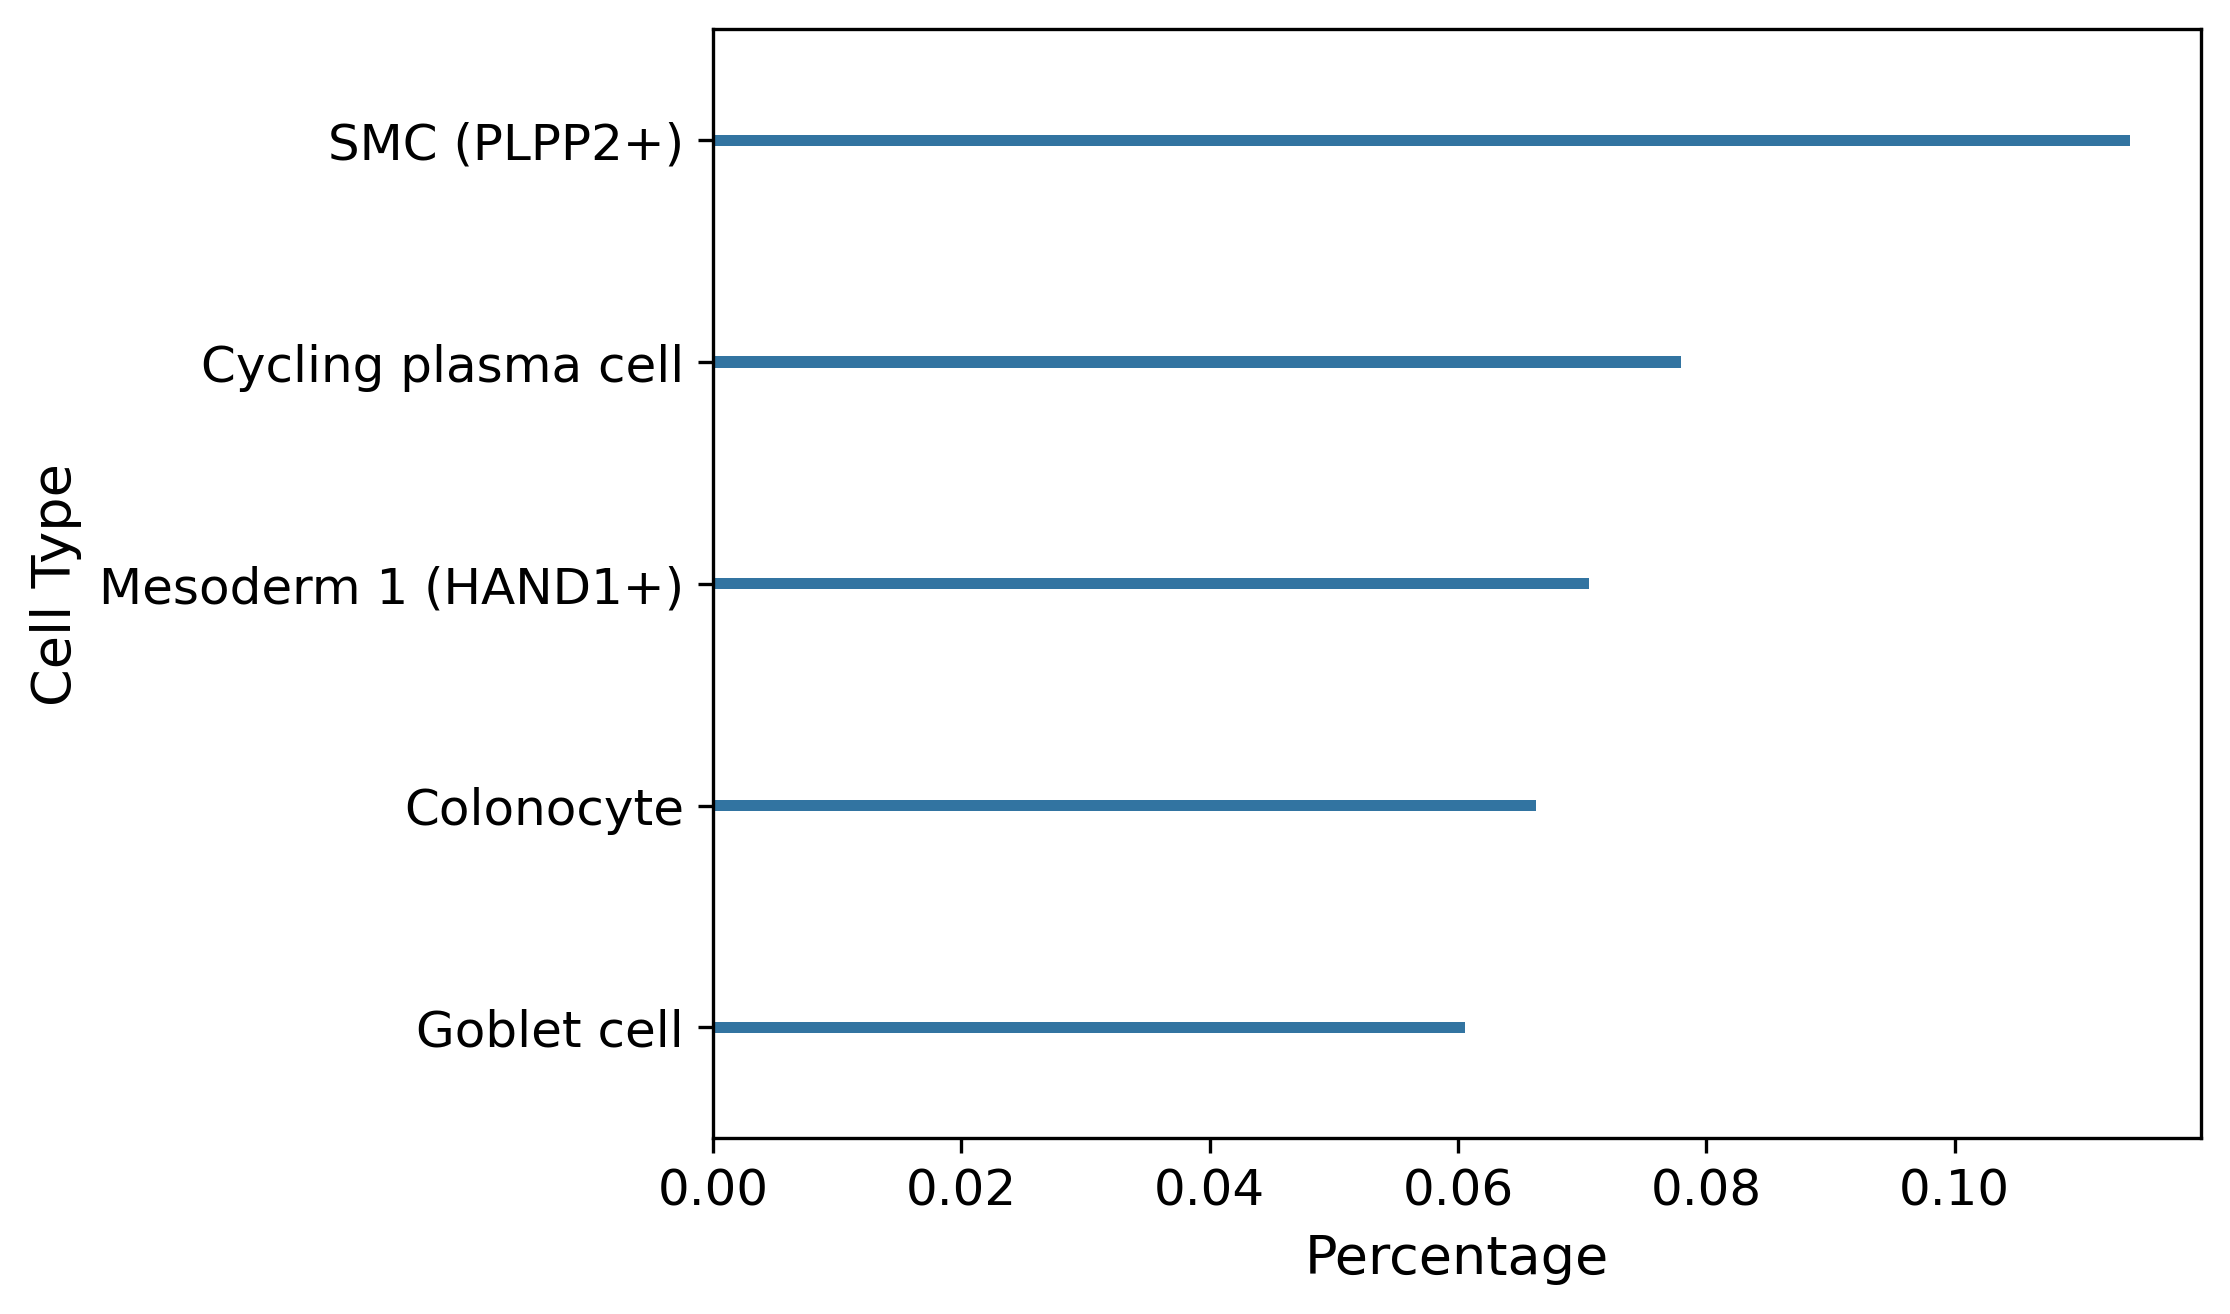 SMC (PLPP2+)
Cycling plasma cell
Mesoderm 1 (HAND1+)
Colonocyte
Goblet cell
Cell Type
0.00 0.02 0.04 0.06 0.08 0.10
Percentage